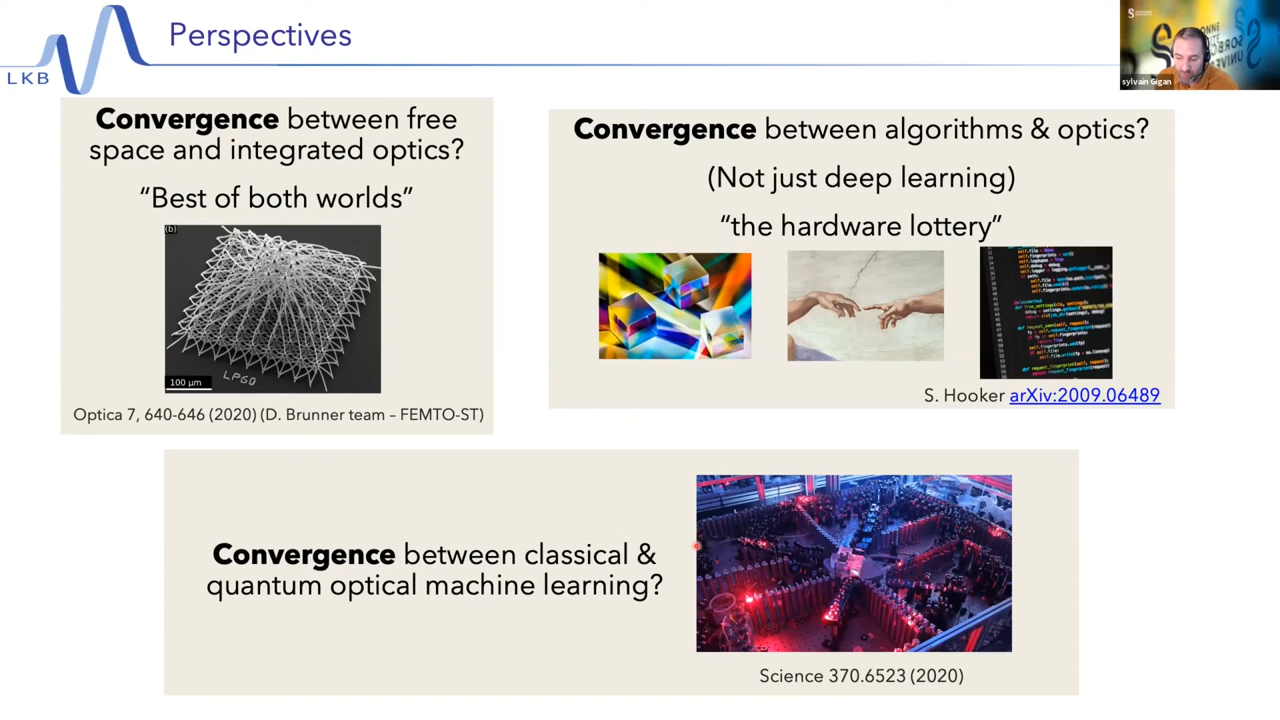 LKB
Perspectives
sylvain Gigan
Convergence between free
space and integrated optics?
“Best of both worlds”
(b)
100 µm
LPGO
Optica 7, 640-646 (2020) (D. Brunner team – FEMTO-ST)
Convergence between algorithms & optics?
(Not just deep learning)
“the hardware lottery”
S. Hooker arXiv:2009.06489
Convergence between classical &
quantum optical machine learning?
Science 370.6523 (2020)